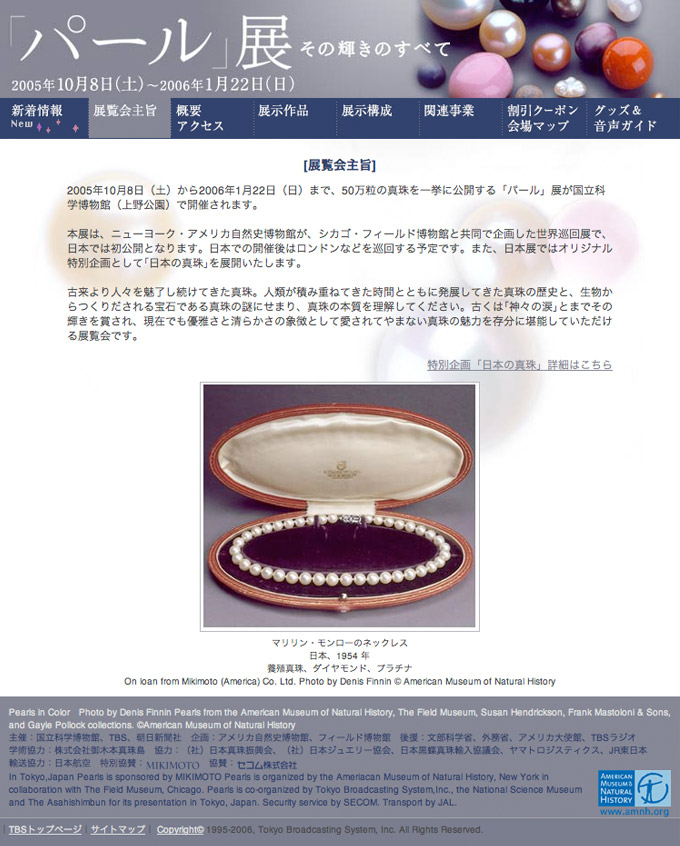 「パール」展 その輝きのすべて
2005年10月8日(土)~2006年1月22日(日)
新着情報
New
展覧会主旨
概要
アクセス
展示作品
展示構成
関連事業
割引クーポン
会場マップ
グッズ&
音声ガイド
[展覧会主旨]
2005年10月8日（土）から2006年1月22日（日）まで、50万粒の真珠を一挙に公開する「パール」展が国立科
学博物館（上野公園）で開催されます。
本展は、ニューヨーク・アメリカ自然史博物館が、シカゴ・フィールド博物館と共同で企画した世界巡回展で、
日本では初公開となります。日本での開催後はロンドンなどを巡回する予定です。また、日本展ではオリジナル
特別企画として｢日本の真珠｣を展開いたします。
古来より人々を魅了し続けてきた真珠。人類が積み重ねてきた時間とともに発展してきた真珠の歴史と、生物か
らつくりだされる宝石である真珠の謎にせまり、真珠の本質を理解してください。古くは｢神々の涙｣とまでその
輝きを賞され、現在でも優雅さと清らかさの象徴として愛されてやまない真珠の魅力を存分に堪能していただけ
る展覧会です。
特別企画「日本の真珠」詳細はこちら
マリリン・モンローのネックレス
日本、1954 年
養殖真珠、ダイヤモンド、プラチナ
On loan from Mikimoto (America) Co. Ltd. Photo by Denis Finnin © American Museum of Natural History
Pearls in Color Photo by Denis Finnin Pearls from the American Museum of Natural History, The Field Museum, Susan Hendrickson, Frank Mastoloni & Sons,
and Gayle Pollock collections. ©American Museum of Natural History
主催：国立科学博物館、TBS、朝日新聞社 企画：アメリカ自然史博物館、フィールド博物館 後援：文部科学省、外務省、アメリカ大使館、TBSラジオ
学術協力：株式会社御木本真珠島 協力：（社）日本真珠振興会、（社）日本ジュエリー協会、日本黒蝶真珠輸入協議会、ヤマトロジスティクス、JR東日本
輸送協力：日本航空 特別協賛：MIKIMOTO 協賛：セコム株式会社
In Tokyo,Japan Pearls is sponsored by MIKIMOTO Pearls is organized by the Ameriacan Museum of Natural History, New York in
collaboration with The Field Museum, Chicago. Pearls is co-organized by Tokyo Broadcasting System,Inc., the National Science Museum
and The Asahishimbun for its presentation in Tokyo, Japan. Security service by SECOM. Transport by JAL.
AMERICAN
MUSEUM OF
NATURAL
HISTORY
www.amnh.org
| TBSトップページ | サイトマップ | Copyright© 1995-2006, Tokyo Broadcasting System, Inc. All Rights Reserved.